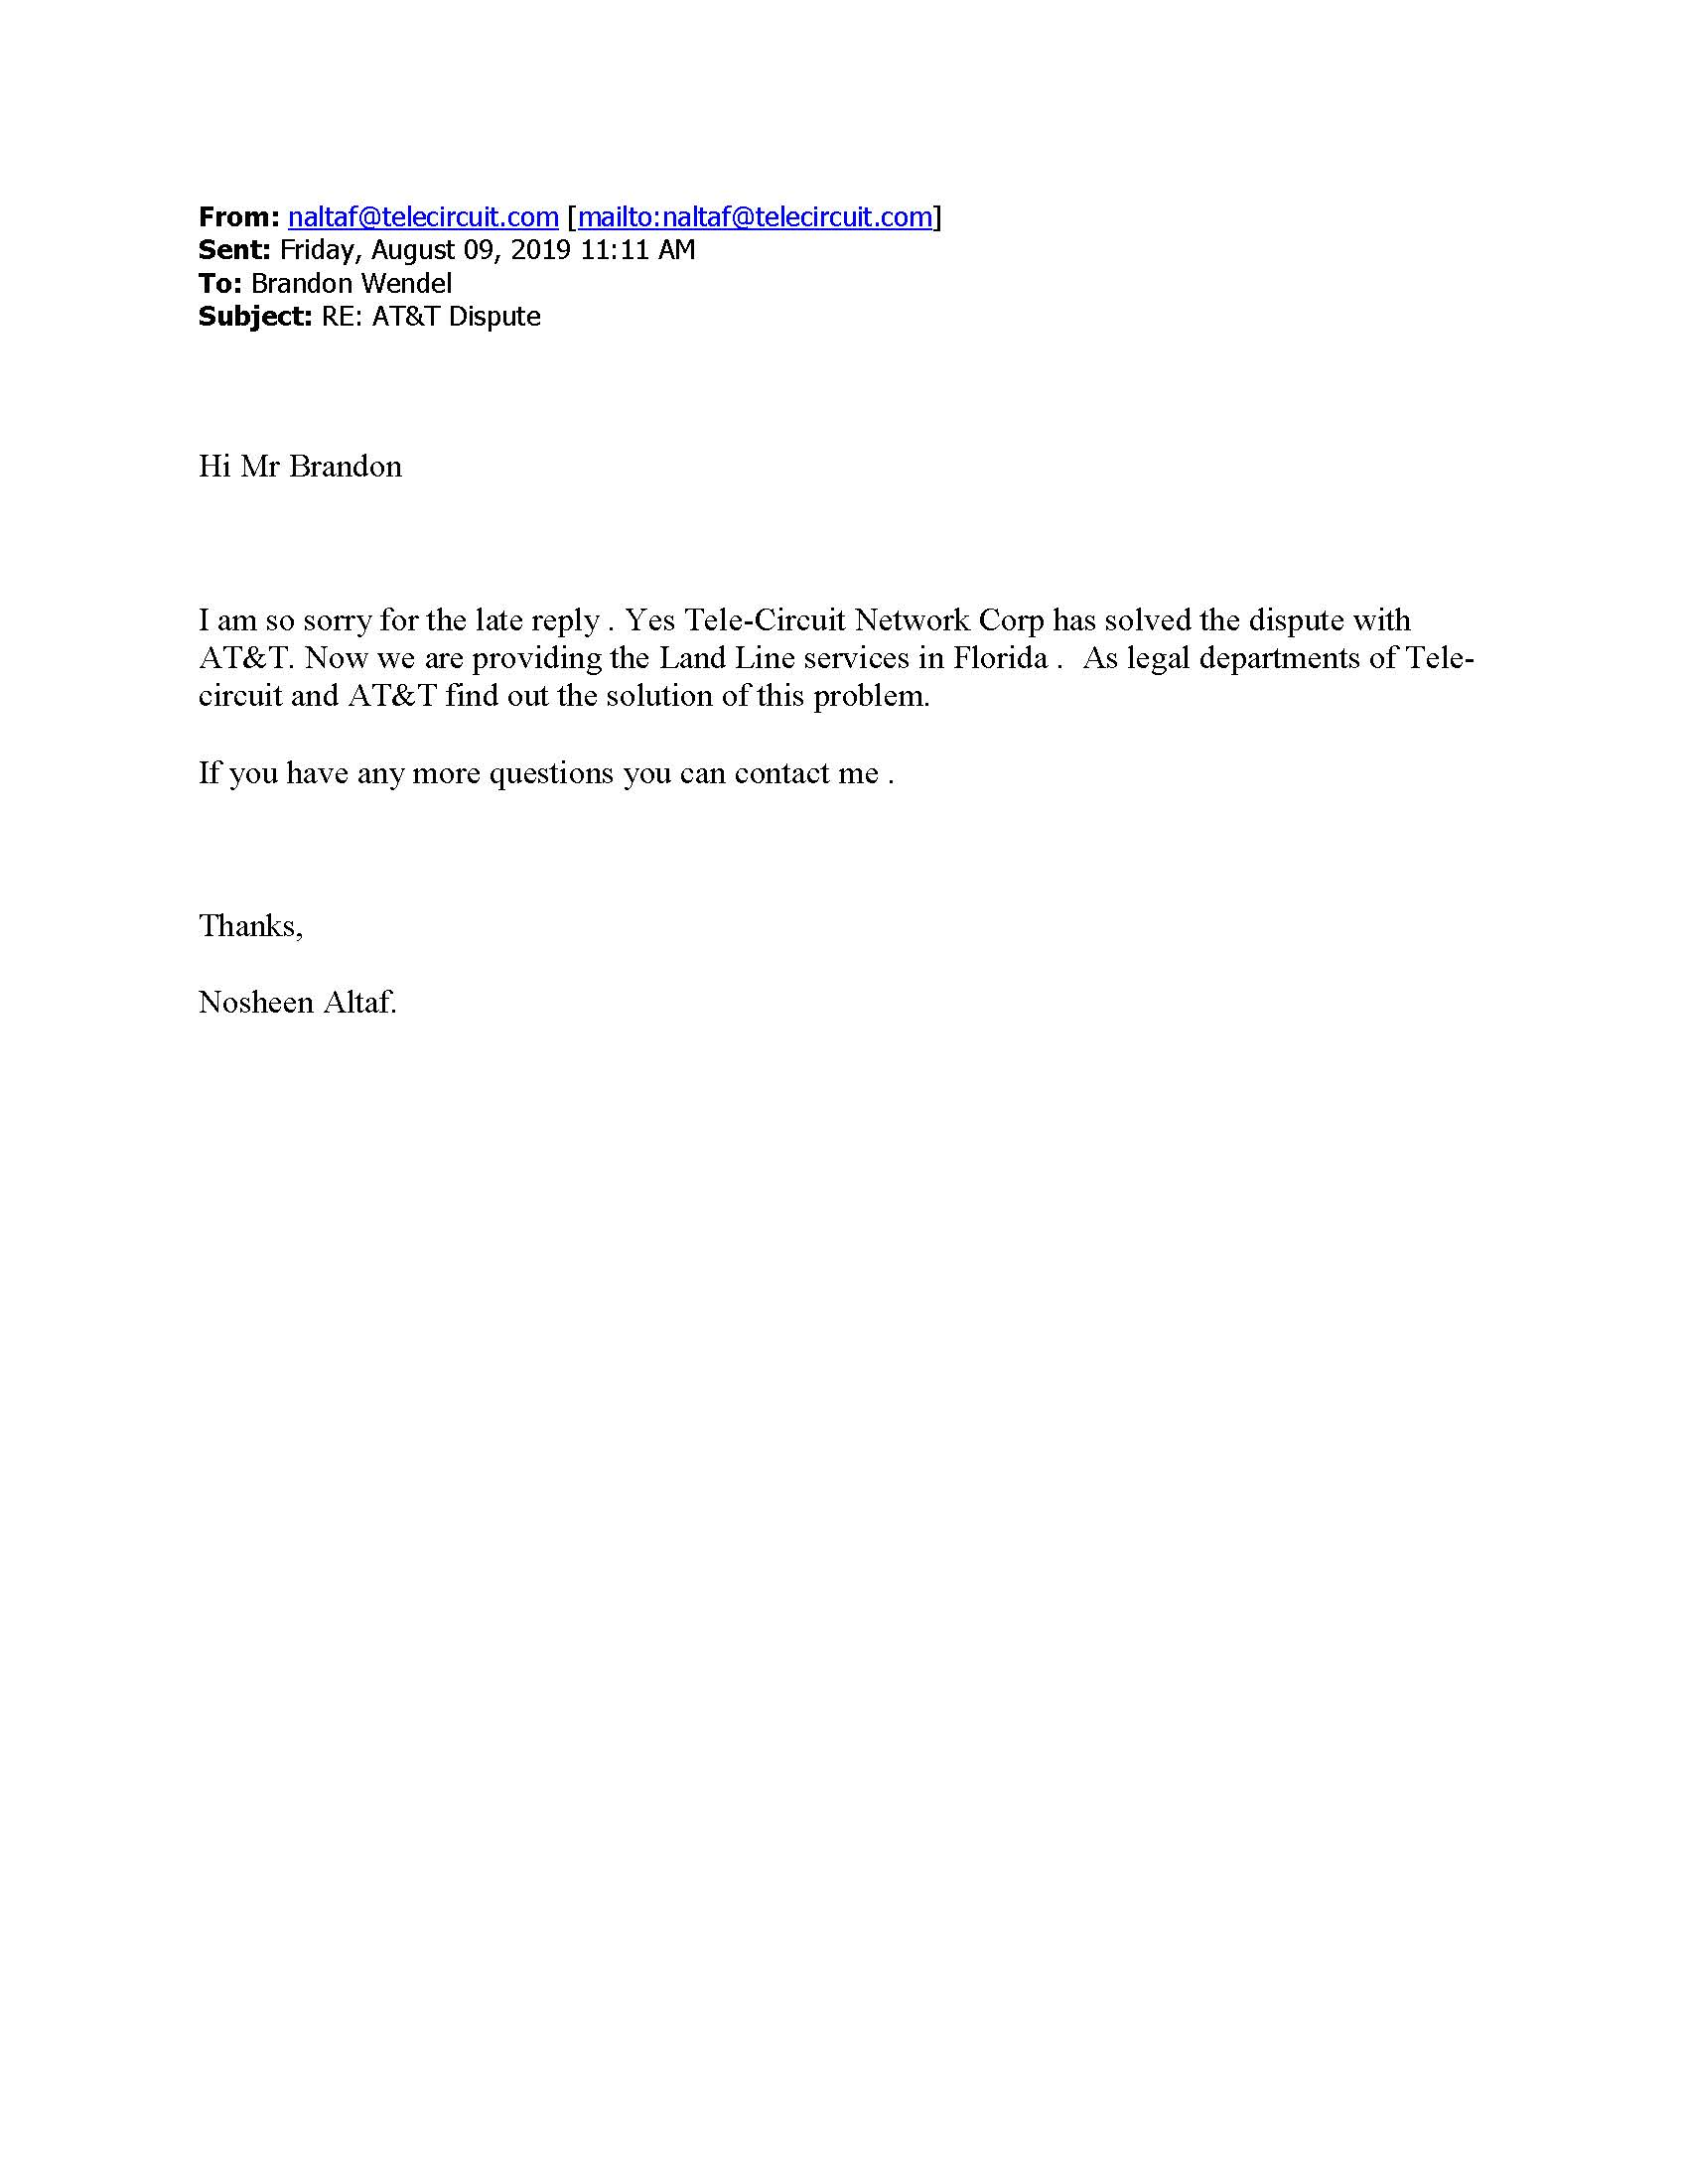 From: naltaf@telecircuit.com [mailto:naltaf@telecircuit.com]
Sent: Friday, August 09, 2019 11:11 AM
To: Brandon Wendel
Subject: RE: AT&T Dispute
Hi Mr Brandon
I am so sorry for the late reply . Yes Tele-Circuit Network Corp has solved the dispute with
AT&T. Now we are providing the Land Line services in Florida .  As legal departments of Tele-
circuit and AT&T find out the solution of this problem.
If you have any more questions you can contact me .
Thanks,
Nosheen Altaf.